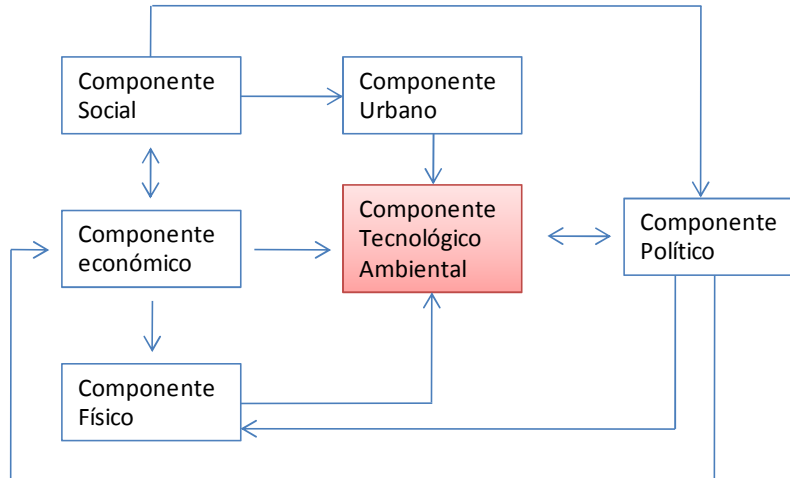 Componente
Social
Componente
Urbano
Componente
económico
Componente
Tecnológico
Ambiental
Componente
Político
Componente
Físico